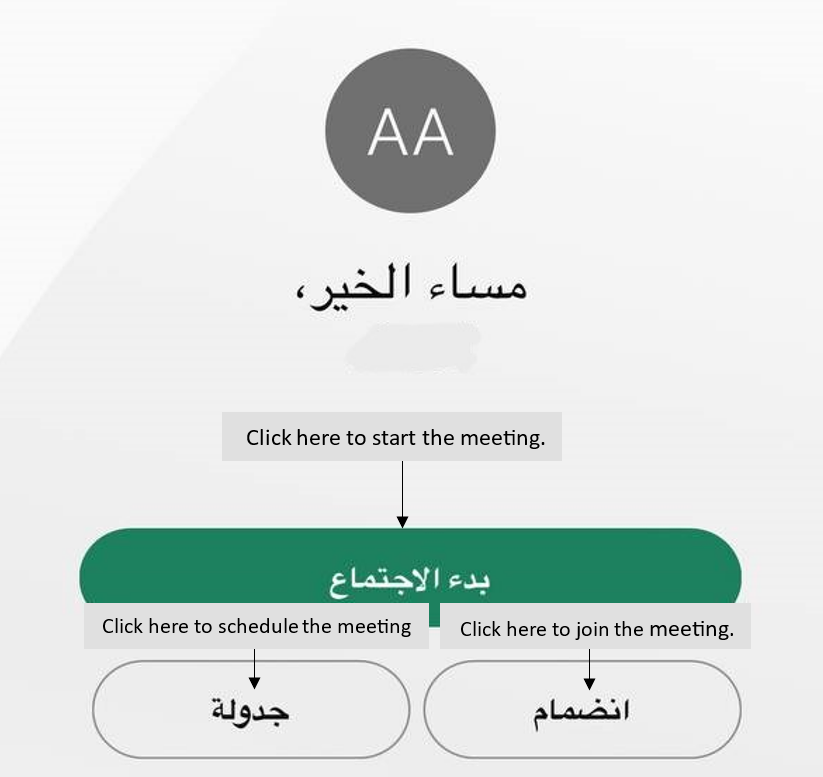 AA
مساء الخير،
Click here to start the meeting.
بدء الاجتماع
Click here to schedule the meeting
Click here to join the meeting.
جدولة
انضمام